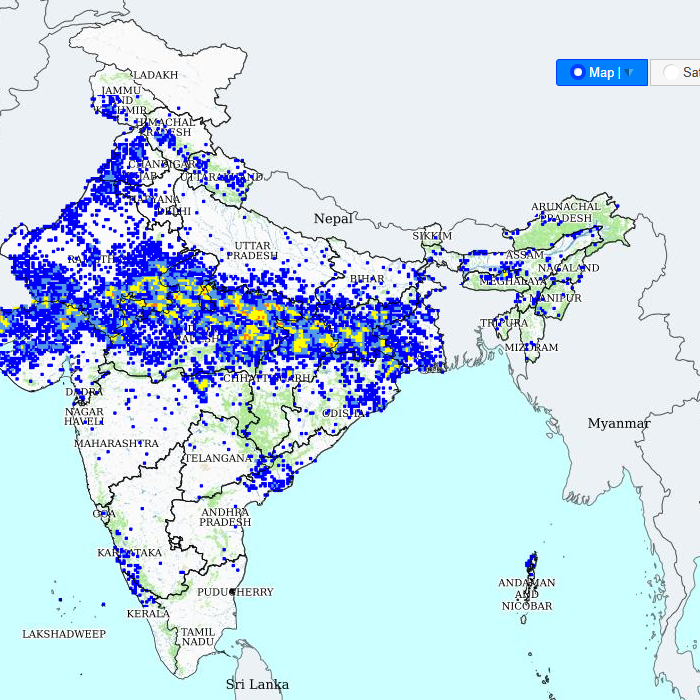 LADAKH
Map | ▼
Sat
JAMMU
AND
KASHMIR
HIMACHAL
PRADESH
CHANDIGARH
UTTARAKHAND
HARYANA
DELHI
Nepal
ARUNACHAL
PRADESH
SIKKIM
UTTAR
PRADESH
ASSAM
NAGALAND
BIHAR
MEGHALAYA
MANIPUR
TRIPURA
MIZORAM
CHHATTISGARH
DADRA
NAGAR
HAVELI
ODISHA
Myanmar
MAHARASHTRA
TELANGANA
GOA
ANDHRA
PRADESH
KARNATAKA
ANDAMAN
AND
NICOBAR
PUDUCHERRY
KERALA
LAKSHADWEEP
TAMIL
NADU
Sri Lanka